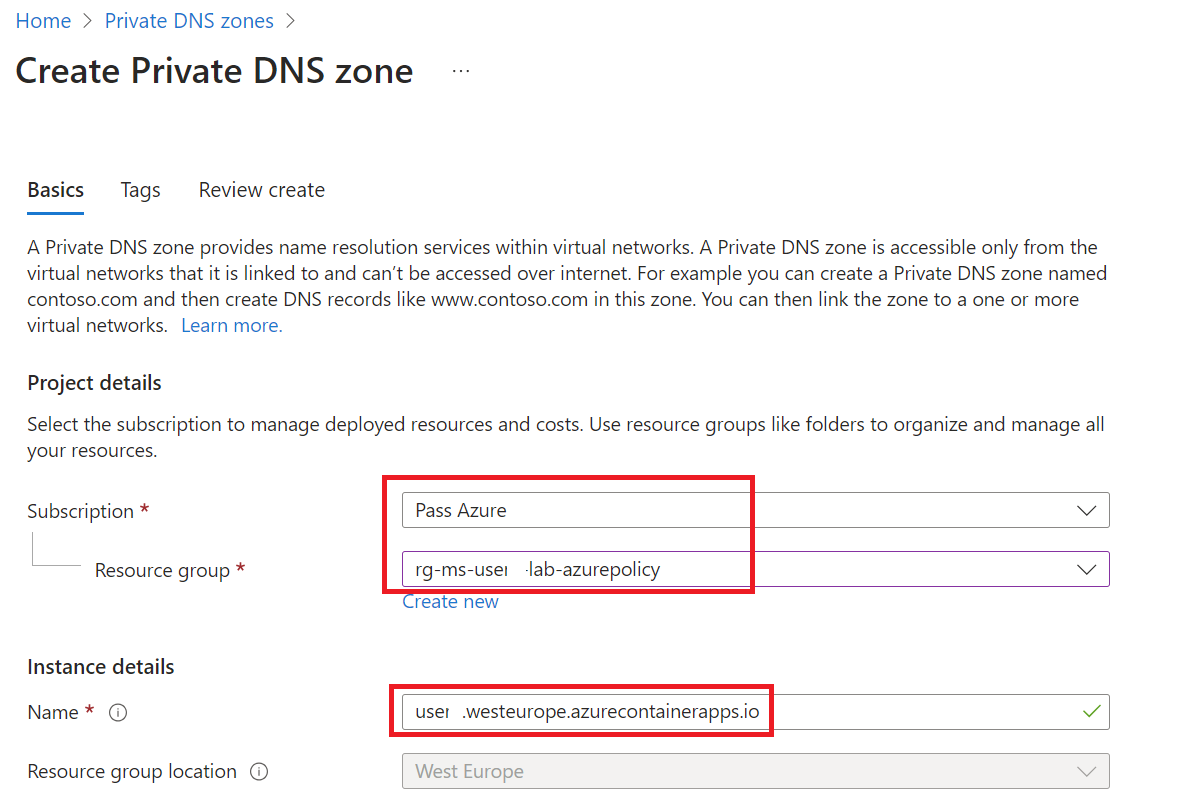 Home > Private DNS zones >
Create Private DNS zone ...
Basics Tags Review create
A Private DNS zone provides name resolution services within virtual networks. A Private DNS zone is accessible only from the
virtual networks that it is linked to and can’t be accessed over internet. For example you can create a Private DNS zone named
contoso.com and then create DNS records like www.contoso.com in this zone. You can then link the zone to a one or more
virtual networks. Learn more.
Project details
Select the subscription to manage deployed resources and costs. Use resource groups like folders to organize and manage all
your resources.
Subscription * Pass Azure
Resource group * rg-ms-user -lab-azurepolicy
Create new
Instance details
Name * user .westeurope.azurecontainerapps.io
Resource group location West Europe